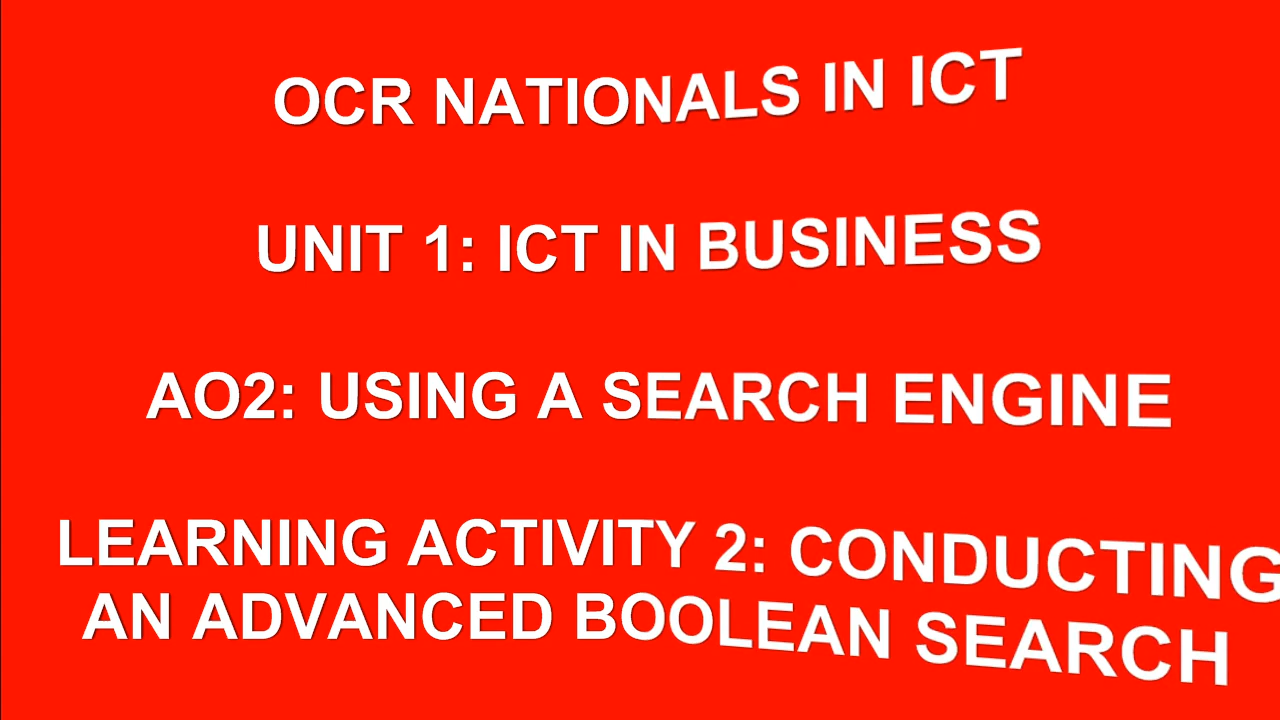 OCR NATIONALS IN ICT
UNIT 1: ICT IN BUSINESS
AO2: USING A SEARCH ENGINE
LEARNING ACTIVITY 2: CONDUCTING
AN ADVANCED BOOLEAN SEARCH